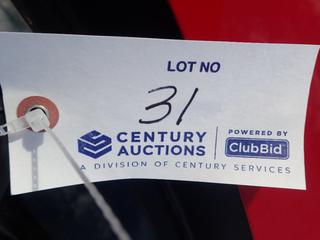 LOT NO
31
CENTURY AUCTIONS
POWERED BY
ClubBid
A DIVISION OF CENTURY SERVICES